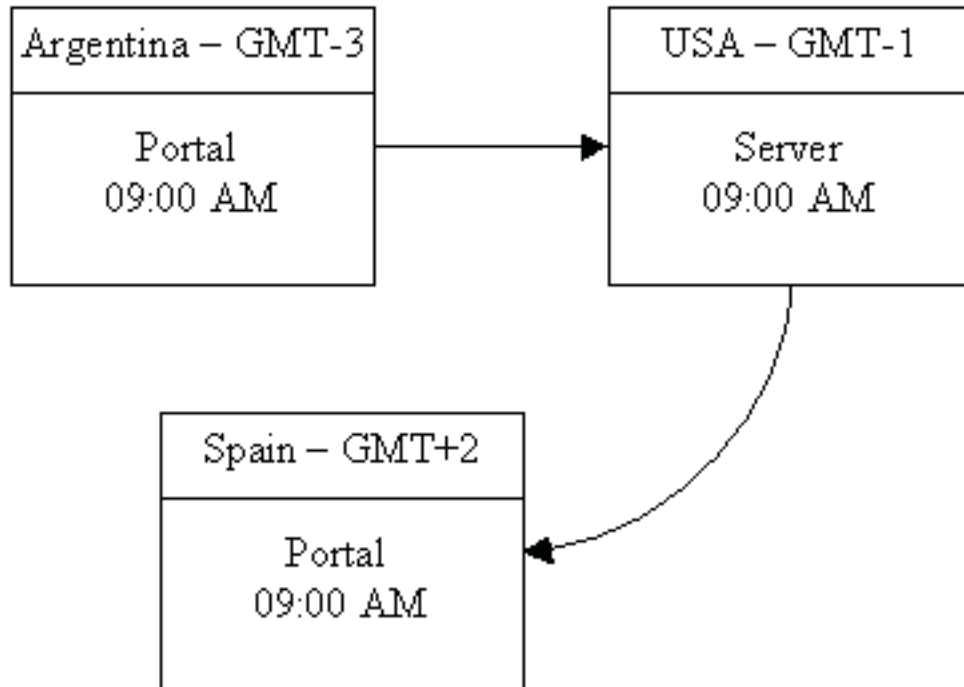 Argentina – GMT-3
Portal
09:00 AM
USA – GMT-1
Server
09:00 AM
Spain – GMT+2
Portal
09:00 AM